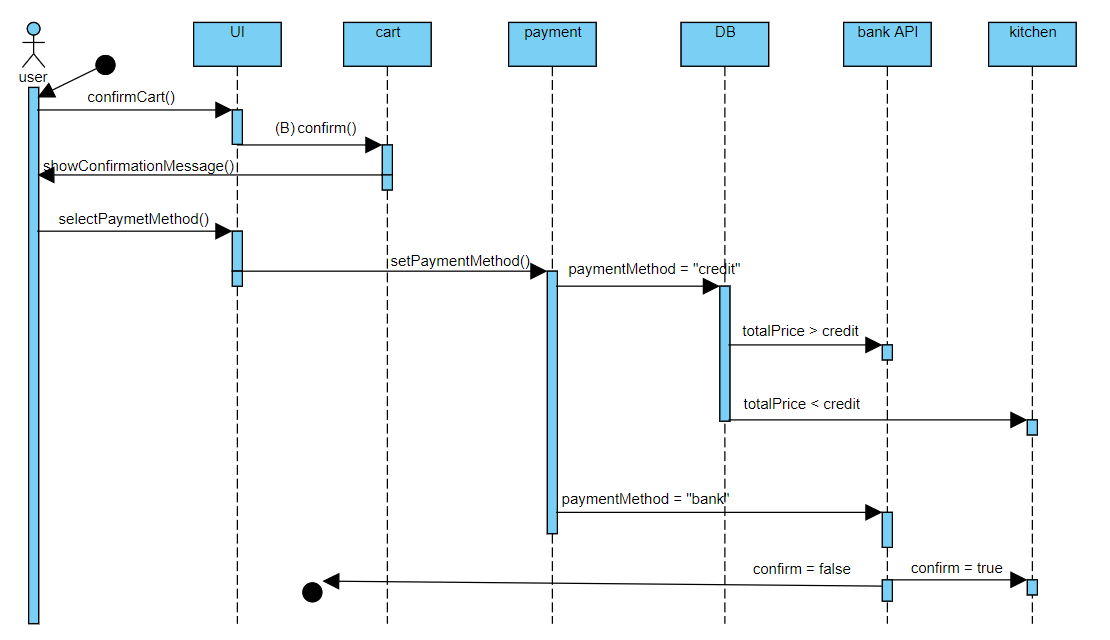 UI
cart
payment
DB
bank API
kitchen
user
confirmCart()
(B) confirm()
showConfirmationMessage()
selectPaymetMethod()
setPaymentMethod()
paymentMethod = "credit"
totalPrice > credit
totalPrice < credit
paymentMethod = "bank"
confirm = false
confirm = true